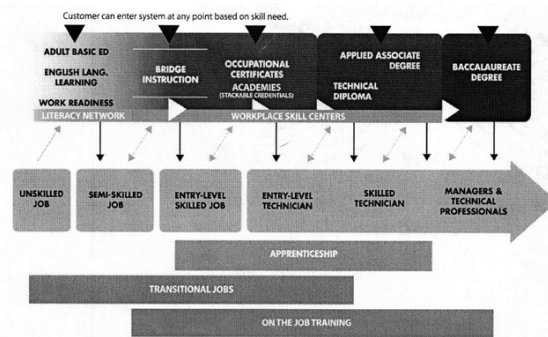 Customer can enter system at any point based on skill need.
ADULT BASIC ED
ENGLISH LANG.
LEARNING
WORK READINESS
BRIDGE
INSTRUCTION
OCCUPATIONAL
CERTIFICATES
ACADEMIES
(STACKABLE CREDENTIALS)
APPLIED ASSOCIATE
DEGREE
TECHNICAL
DIPLOMA
BACCALAUREATE
DEGREE
LITERACY NETWORK
WORKPLACE SKILL CENTERS
UNSKILLED
JOB
SEMI-SKILLED
JOB
ENTRY-LEVEL
SKILLED JOB
ENTRY-LEVEL
TECHNICIAN
SKILLED
TECHNICIAN
MANAGERS &
TECHNICAL
PROFESSIONALS
APPRENTICESHIP
TRANSITIONAL JOBS
ON THE JOB TRAINING